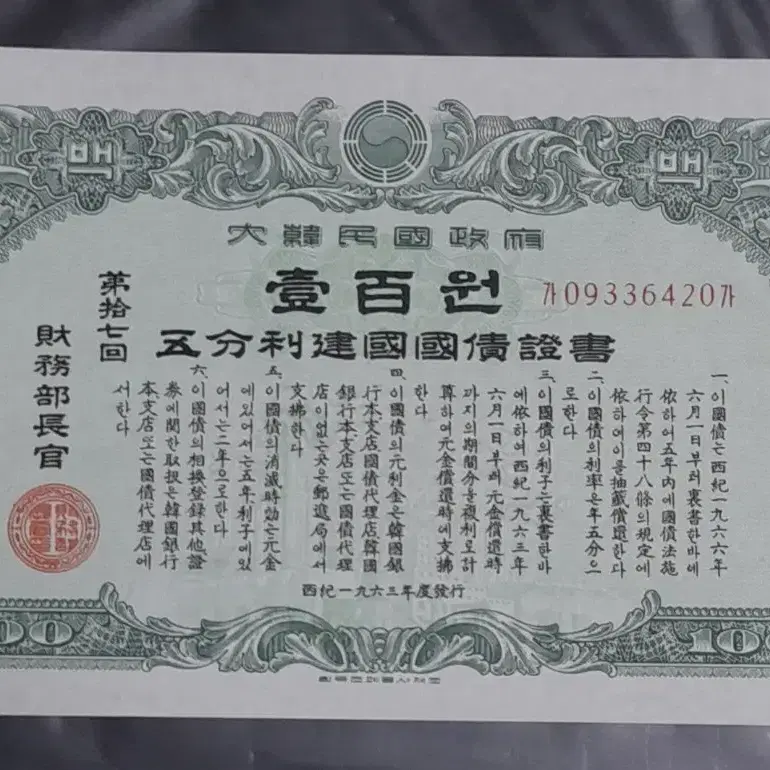 大韓民國政府
壹百원
가09336420가
五分利建國國債證書
第拾七回
財務部長官
一、이國債는西紀一九六六年
六月一日부러裏書한바에
依하여五年內에國債法施
行令第四十八條의規定에
依하여이를抽籤償還한다
二、이國債의利率은年五分으
로한다
三、이國債의利子는裏書한바
에依하여西紀一九六三年
六月一日부러元金償還時
까지의期間分을複利로計
算하여元金償還時에支拂
한다
四、이國債의元利金은韓國銀
行本、支店國債代理店韓國
銀行本、支店또는國債代理
店이없는곳은郵遞局에서
支拂한다
五、이國債의消滅時効는元金
에있어서는五年利子에있
어서는二年으로한다
六、이國債의相換登錄其他證
券에關한取扱은韓國銀行
本、支店또는國債代理店에
서한다
西紀一九六三年度發行
00
10